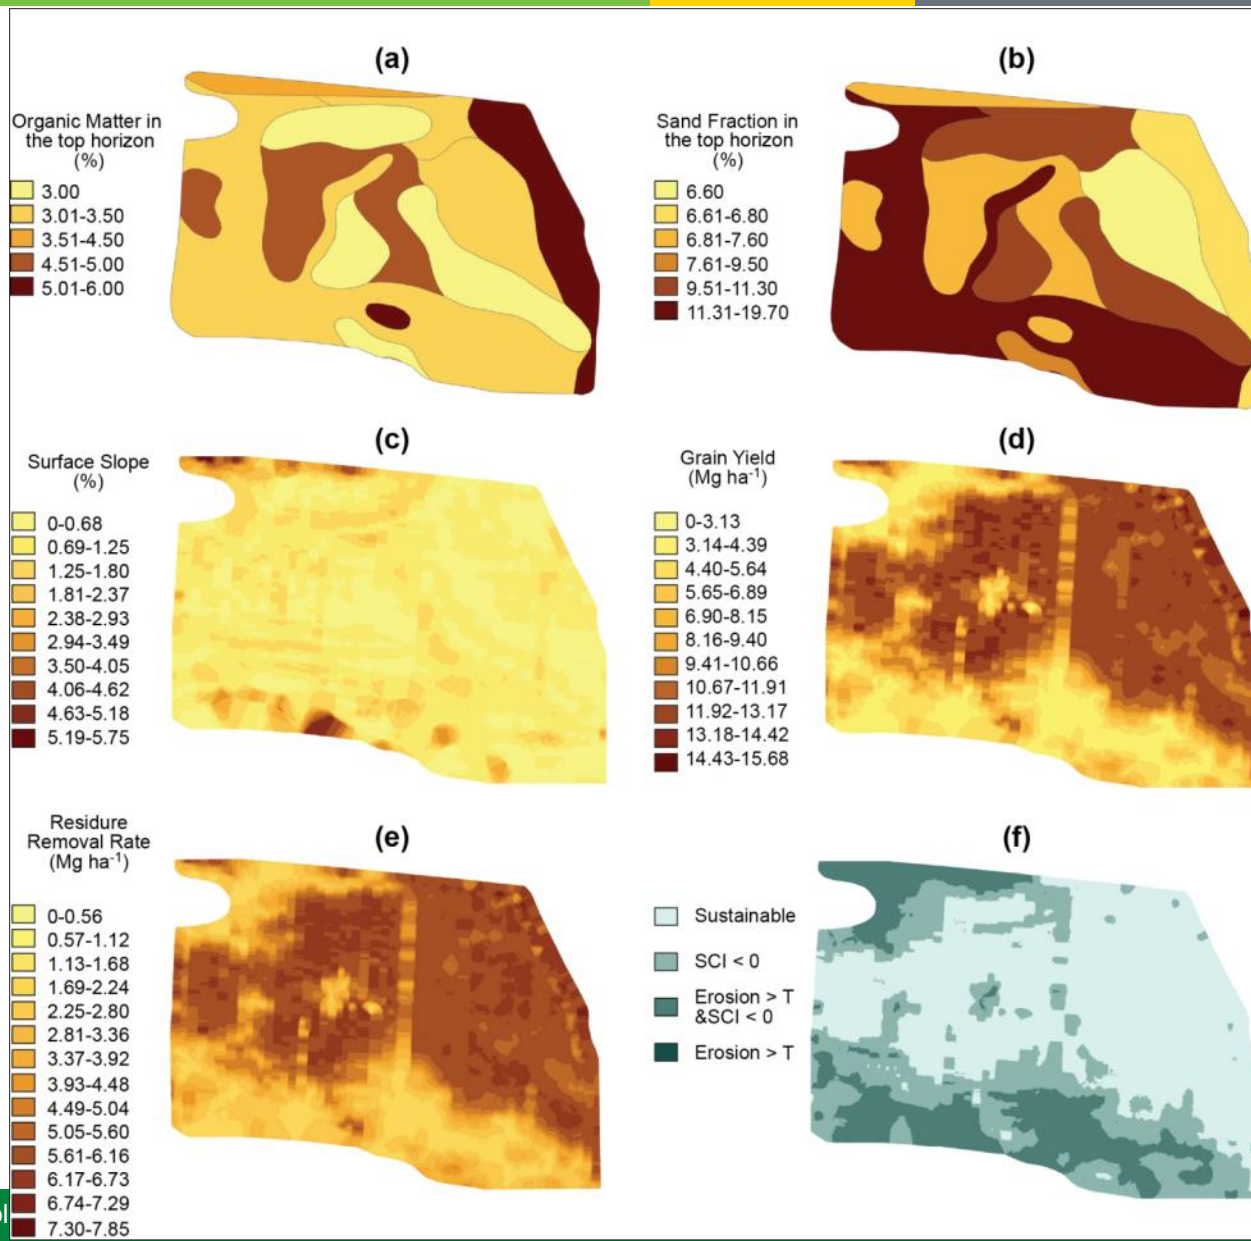 (a)
Organic Matter in
the top horizon
(%)
3.00
3.01-3.50
3.51-4.50
4.51-5.00
5.01-6.00
(b)
Sand Fraction in
the top horizon
(%)
6.60
6.61-6.80
6.81-7.60
7.61-9.50
9.51-11.30
11.31-19.70
(c)
Surface Slope
(%)
0-0.68
0.69-1.25
1.25-1.80
1.81-2.37
2.38-2.93
2.94-3.49
3.50-4.05
4.06-4.62
4.63-5.18
5.19-5.75
(d)
Grain Yield
(Mg ha⁻¹)
0-3.13
3.14-4.39
4.40-5.64
5.65-6.89
6.90-8.15
8.16-9.40
9.41-10.66
10.67-11.91
11.92-13.17
13.18-14.42
14.43-15.68
(e)
Residure
Removal Rate
(Mg ha⁻¹)
0-0.56
0.57-1.12
1.13-1.68
1.69-2.24
2.25-2.80
2.81-3.36
3.37-3.92
3.93-4.48
4.49-5.04
5.05-5.60
5.61-6.16
6.17-6.73
6.74-7.29
7.30-7.85
(f)
Sustainable
SCI < 0
Erosion > T
&SCI < 0
Erosion > T